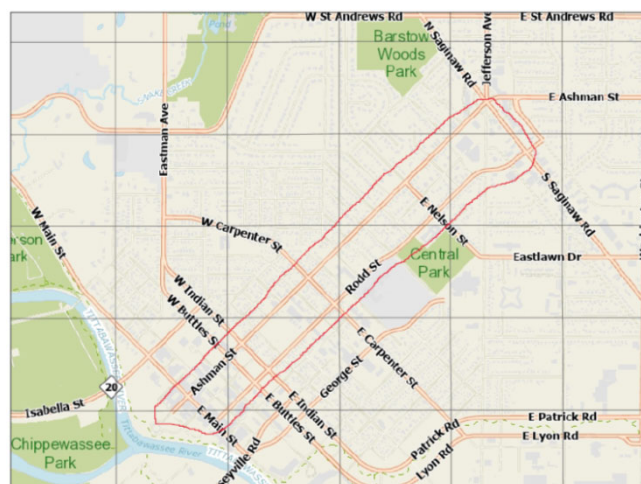 W St Andrews Rd
E St Andrews Rd
Barstow
Woods
Park
N Saginaw Rd
Jefferson Ave
E Ashman St
Eastman Ave
S Saginaw Rd
E Nelson St
W Main St
W Carpenter St
Central
Park
Eastlawn Dr
Rodd St
W Indian St
W Buttles St
Ashman St
E Carpenter St
George St
20
Isabella St
E Main St
E Buttles St
E Indian St
E Patrick Rd
Patrick Rd
E Lyon Rd
Lyon Rd
Chippewassee
Park
Tittabawassee River